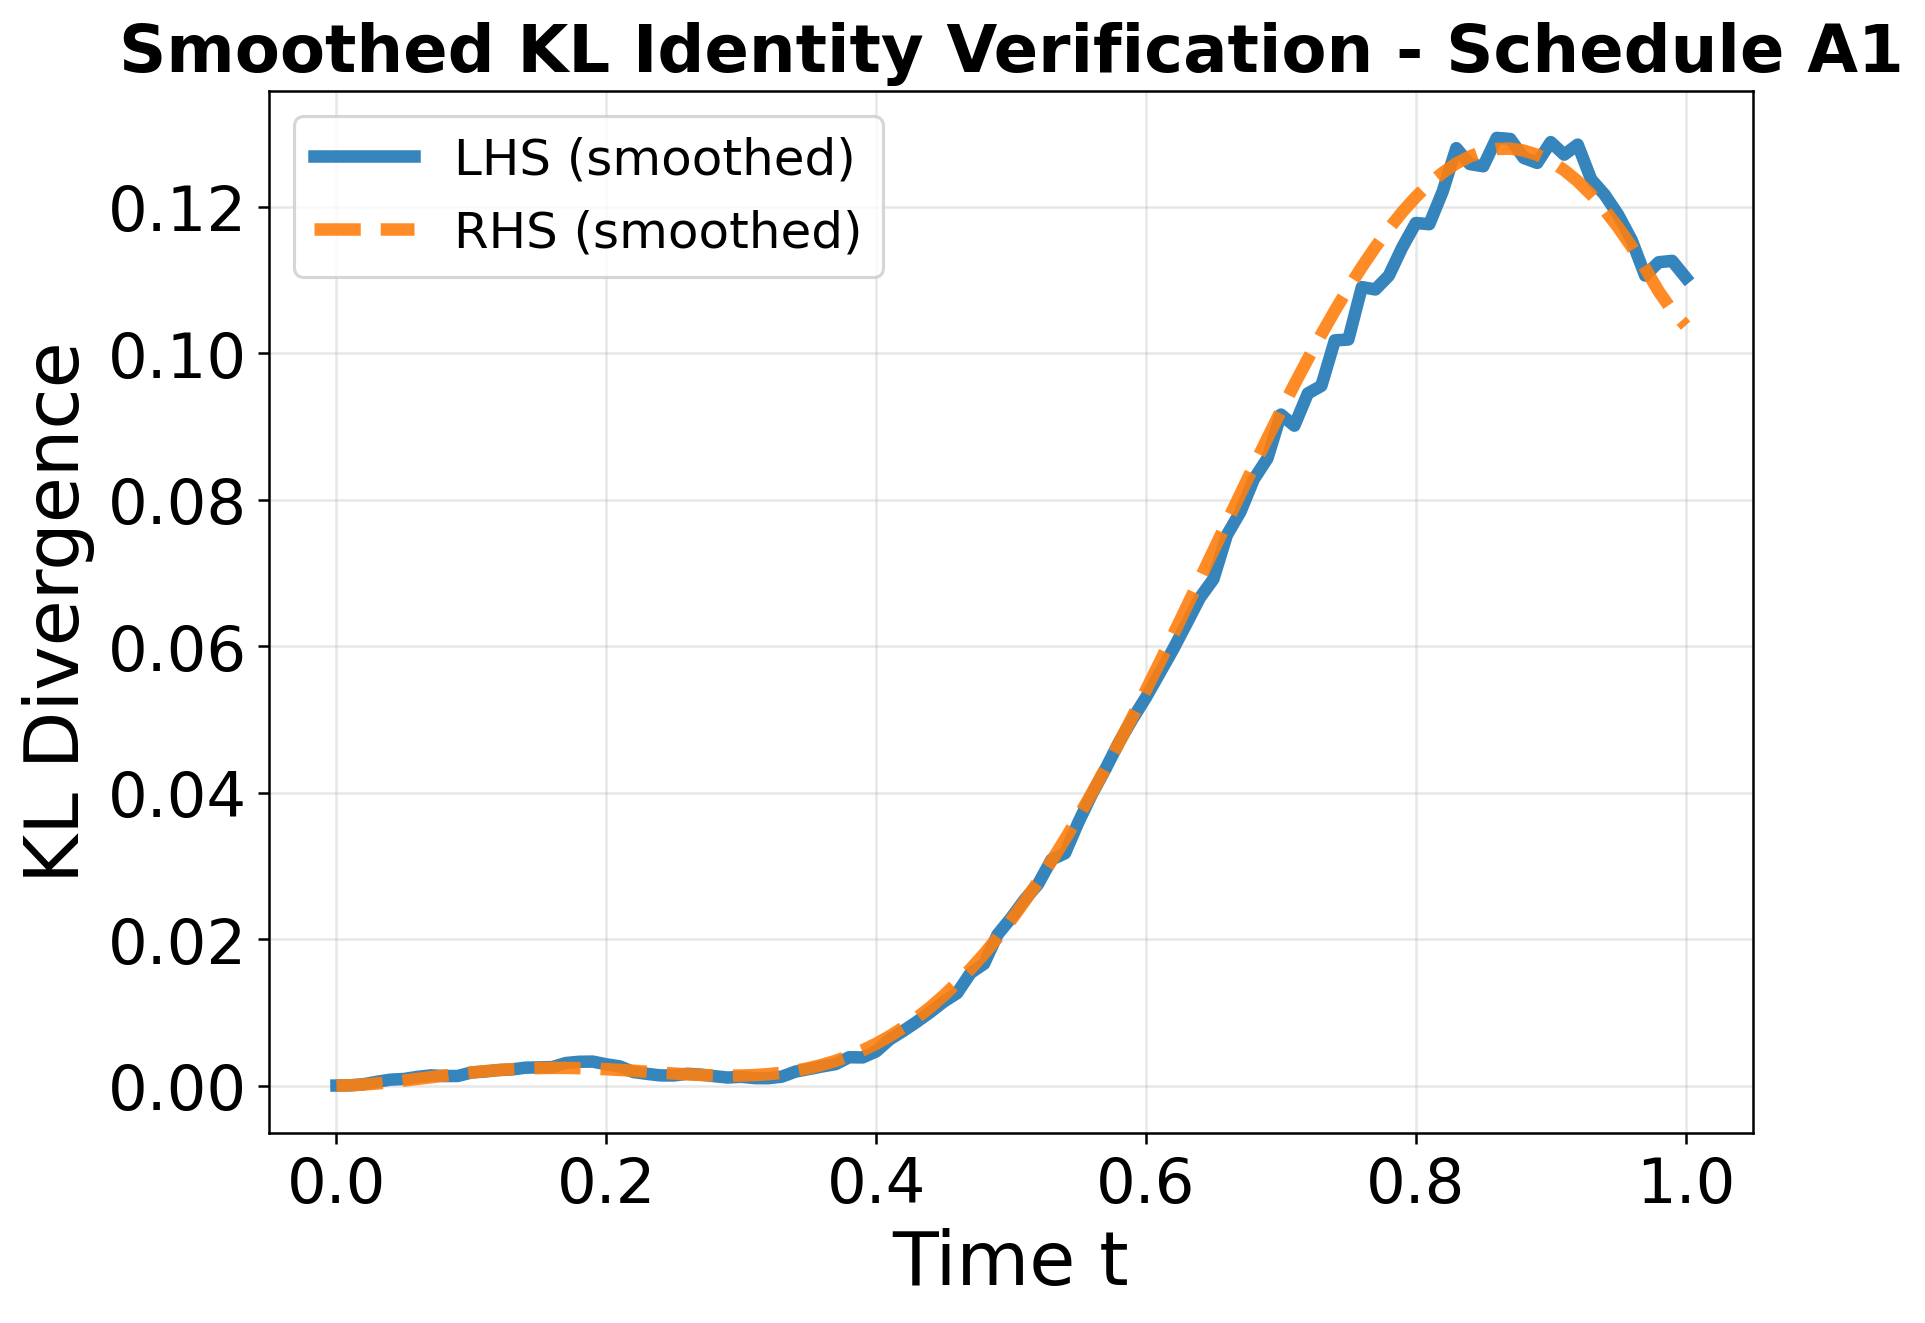 Smoothed KL Identity Verification - Schedule A1
LHS (smoothed)
RHS (smoothed)
KL Divergence
0.12
0.10
0.08
0.06
0.04
0.02
0.00
0.0 0.2 0.4 0.6 0.8 1.0
Time t